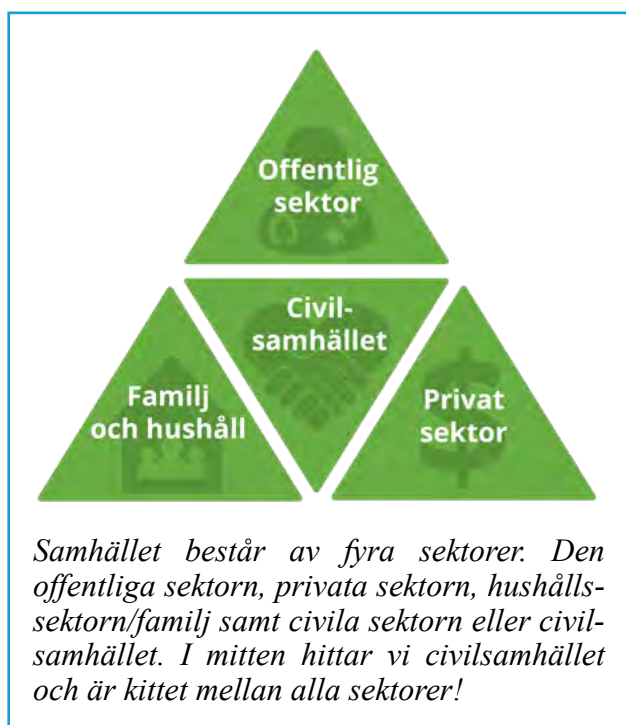 Offentlig
sektor
Civil-
samhället
Familj
och hushåll
Privat
sektor
Samhället består av fyra sektorer. Den
offentliga sektorn, privata sektorn, hushålls-
sektorn/familj samt civila sektorn eller civil-
samhället. I mitten hittar vi civilsamhället
och är kittet mellan alla sektorer!